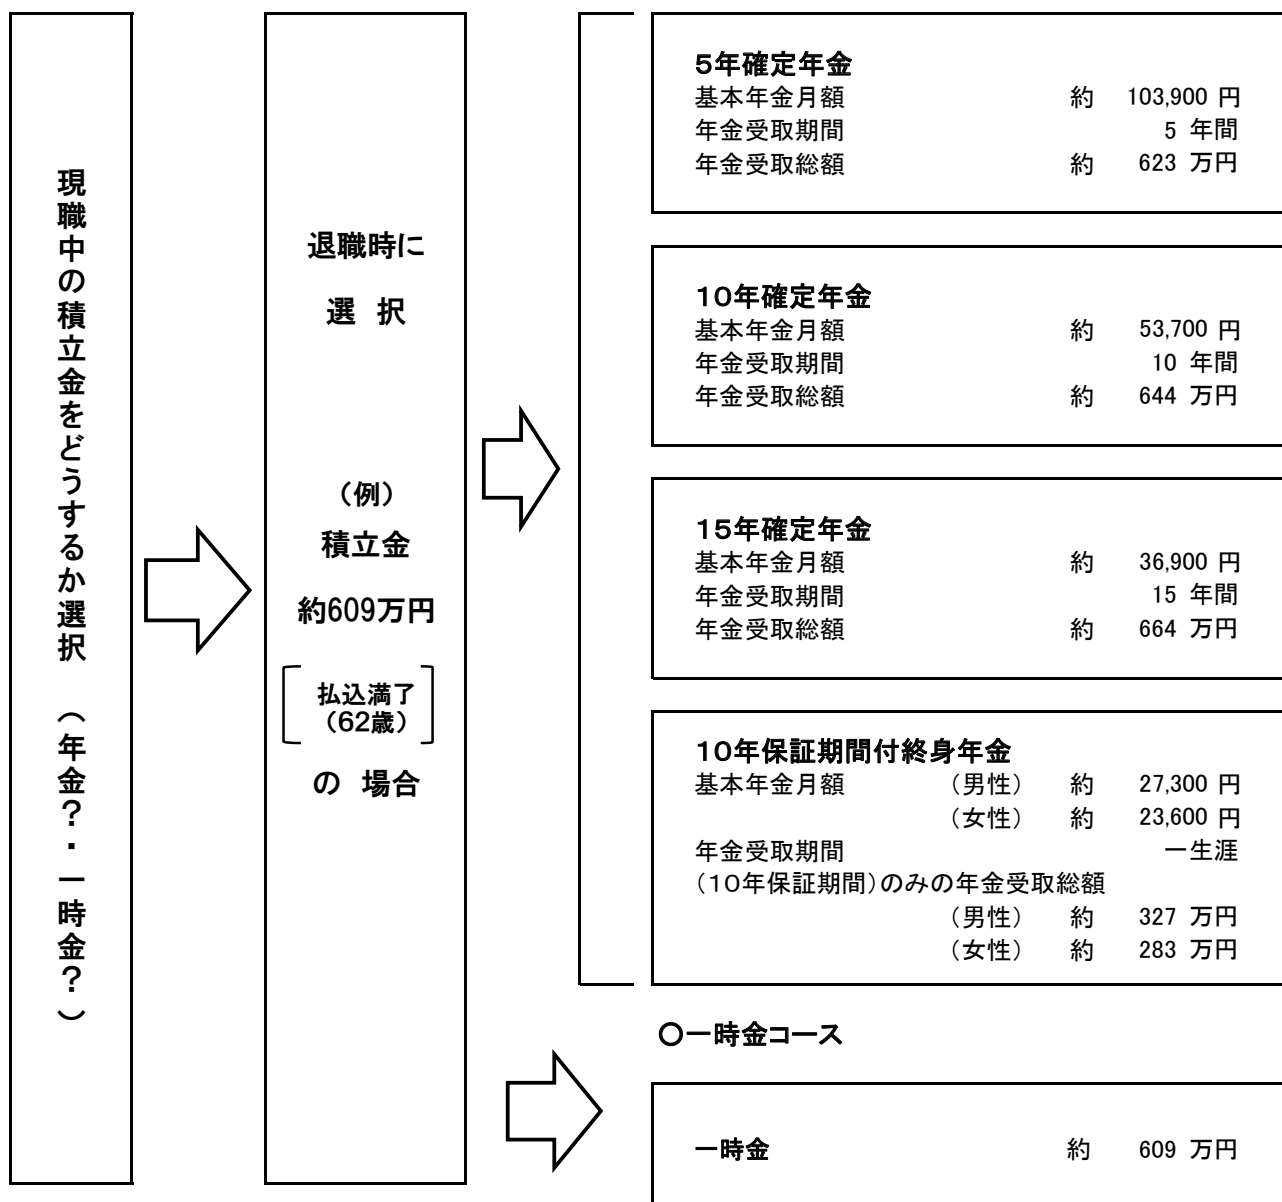 現職中の積立金をどうするか選択 （年金？・一時金？）
退職時に
選 択
（例）
積立金
約609万円
払込満了
（62歳）
の 場合
5年確定年金
基本年金月額 約 103,900 円
年金受取期間 5 年間
年金受取総額 約 623 万円
10年確定年金
基本年金月額 約 53,700 円
年金受取期間 10 年間
年金受取総額 約 644 万円
15年確定年金
基本年金月額 約 36,900 円
年金受取期間 15 年間
年金受取総額 約 664 万円
10年保証期間付終身年金
基本年金月額 （男性） 約 27,300 円
（女性） 約 23,600 円
年金受取期間 一生涯
（10年保証期間）のみの年金受取総額
（男性） 約 327 万円
（女性） 約 283 万円
〇一時金コース
一時金 約 609 万円